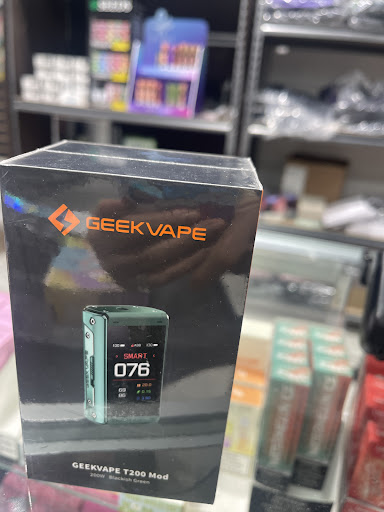 GEEKVAPE
SMART
076
GEEKVAPE T200 Mod
200W Blackish Green